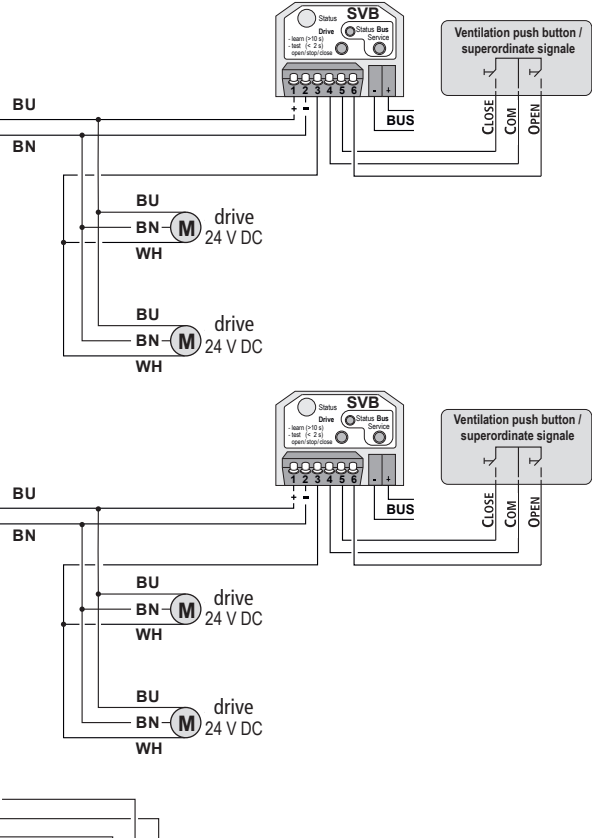 SVB
Status
Drive
Status Bus
Service
- learn (>10 s)
- test (< 2 s)
open/stop/close
1 2 3 4 5 6 - +
+ -
BUS
Ventilation push button /
superordinate signale
CLOSE
COM
OPEN
BU
BN
BU
BN
WH
M
drive
24 V DC
BU
BN
WH
M
drive
24 V DC
SVB
Status
Drive
Status Bus
Service
- learn (>10 s)
- test (< 2 s)
open/stop/close
1 2 3 4 5 6 - +
+ -
BUS
Ventilation push button /
superordinate signale
CLOSE
COM
OPEN
BU
BN
BU
BN
WH
M
drive
24 V DC
BU
BN
WH
M
drive
24 V DC